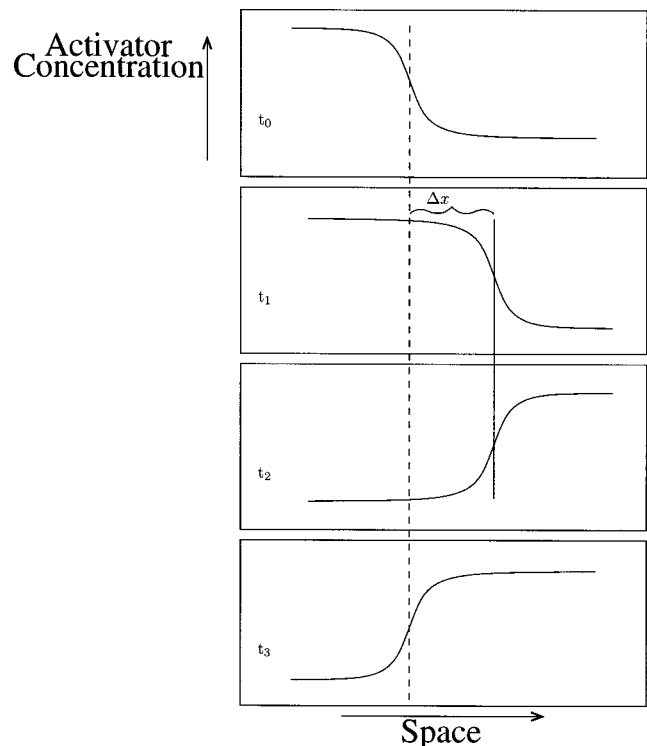 Activator
Concentration
t0
Δx
t1
t2
t3
Space